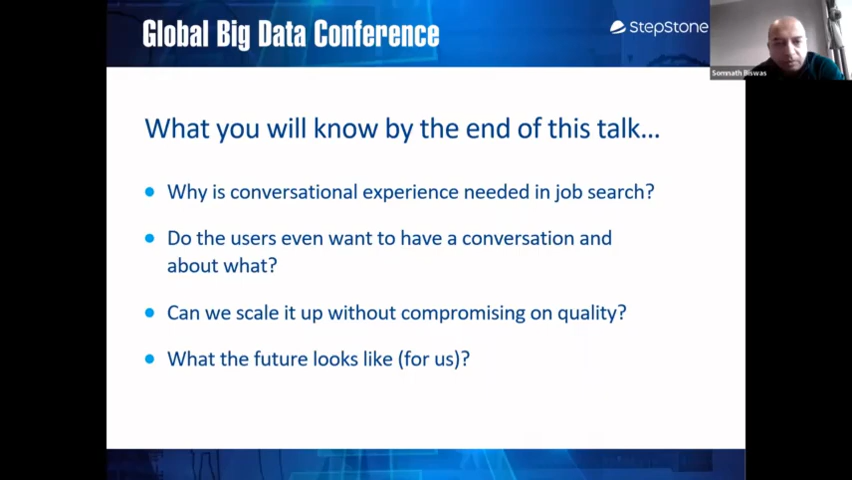 Global Big Data Conference
StepStone
Somnath Biswas
What you will know by the end of this talk...
Why is conversational experience needed in job search?
Do the users even want to have a conversation and
about what?
Can we scale it up without compromising on quality?
What the future looks like (for us)?